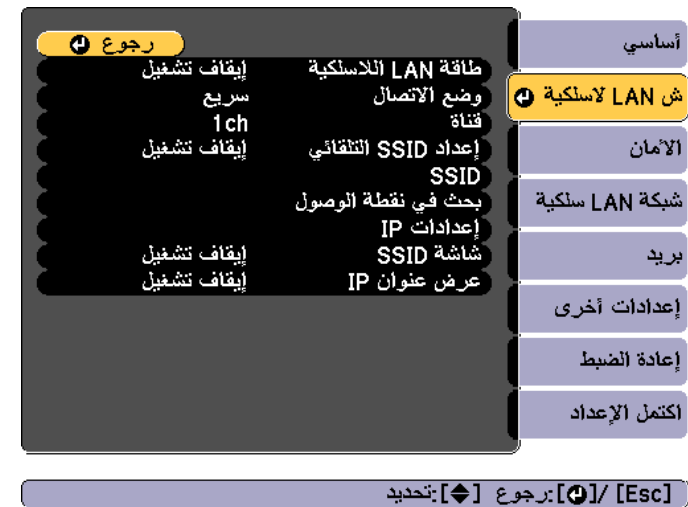 أساسي
ش LAN لاسلكية
الأمان
شبكة LAN سلكية
بريد
إعدادات أخرى
إعادة الضبط
اكتمل الإعداد
رجوع
طاقة LAN اللاسلكية إيقاف تشغيل
وضع الاتصال سريع
قناة 1ch
إعداد SSID التلقائي إيقاف تشغيل
SSID
بحث في نقطة الوصول
إعدادات IP
شاشة SSID إيقاف تشغيل
عرض عنوان IP إيقاف تشغيل
[Esc] /[]:رجوع []:تحديد